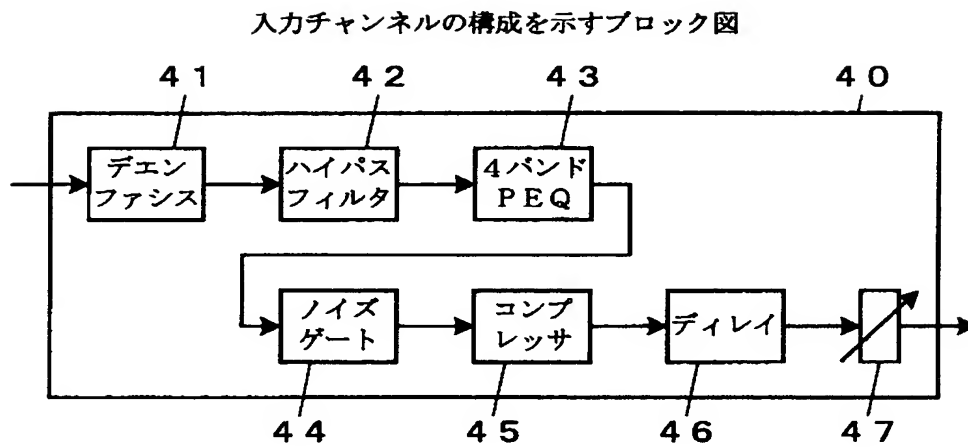 入力チャンネルの構成を示すブロック図
４１
４２
４３
４０
デエン
ファシス
ハイパス
フィルタ
４バンド
ＰＥＱ
ノイズ
ゲート
コンプ
レッサ
ディレイ
４４
４５
４６
４７